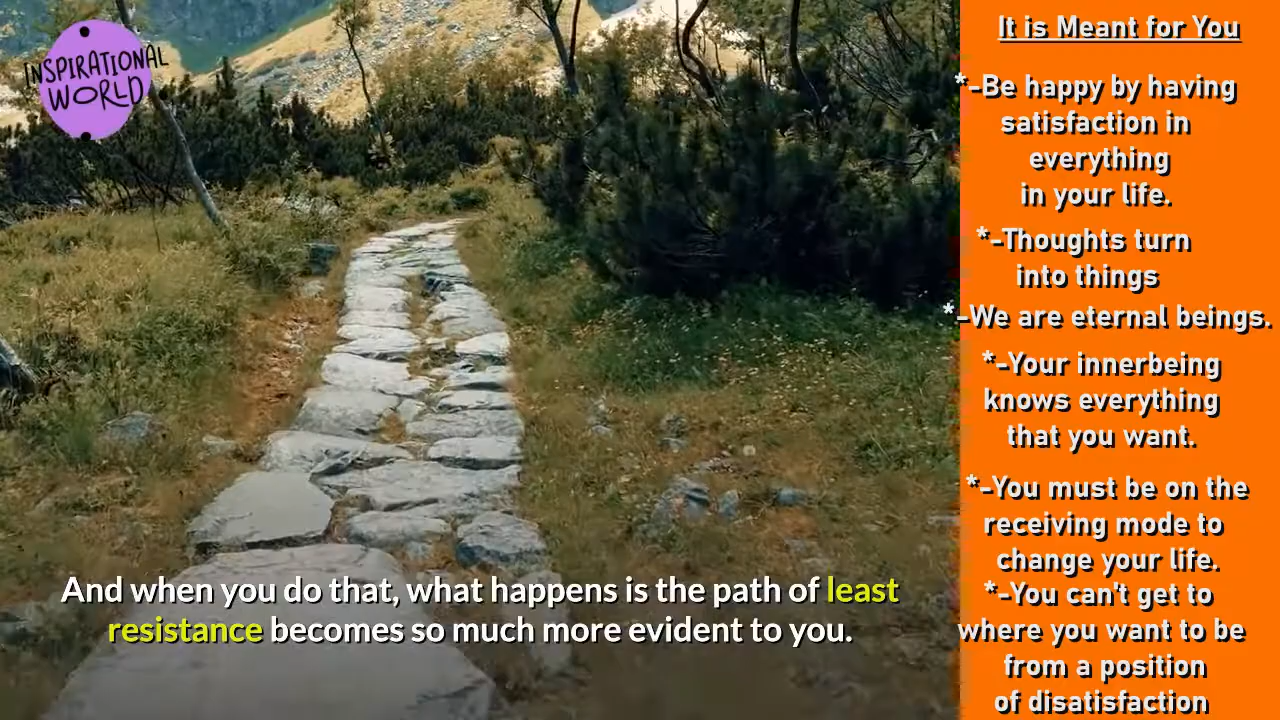 INSPIRATIONAL
WORLD
And when you do that, what happens is the path of least
resistance becomes so much more evident to you.
It is Meant for You
*-Be happy by having
satisfaction in
everything
in your life.
*-Thoughts turn
into things
*-We are eternal beings.
*-Your innerbeing
knows everything
that you want.
*-You must be on the
receiving mode to
change your life.
*-You can't get to
where you want to be
from a position
of disatisfaction